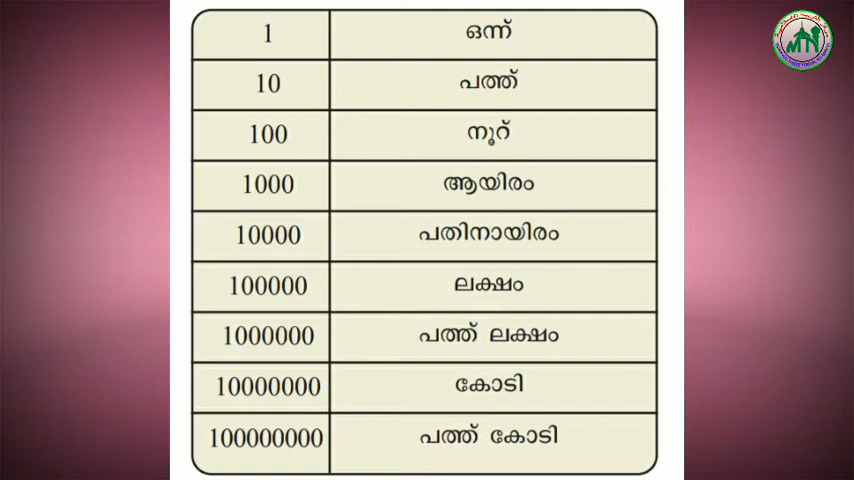 1 ഒന്ന്
10 പത്ത്
100 നൂറ്
1000 ആയിരം
10000 പതിനായിരം
100000 ലക്ഷം
1000000 പത്ത് ലക്ഷം
10000000 കോടി
100000000 പത്ത് കോടി